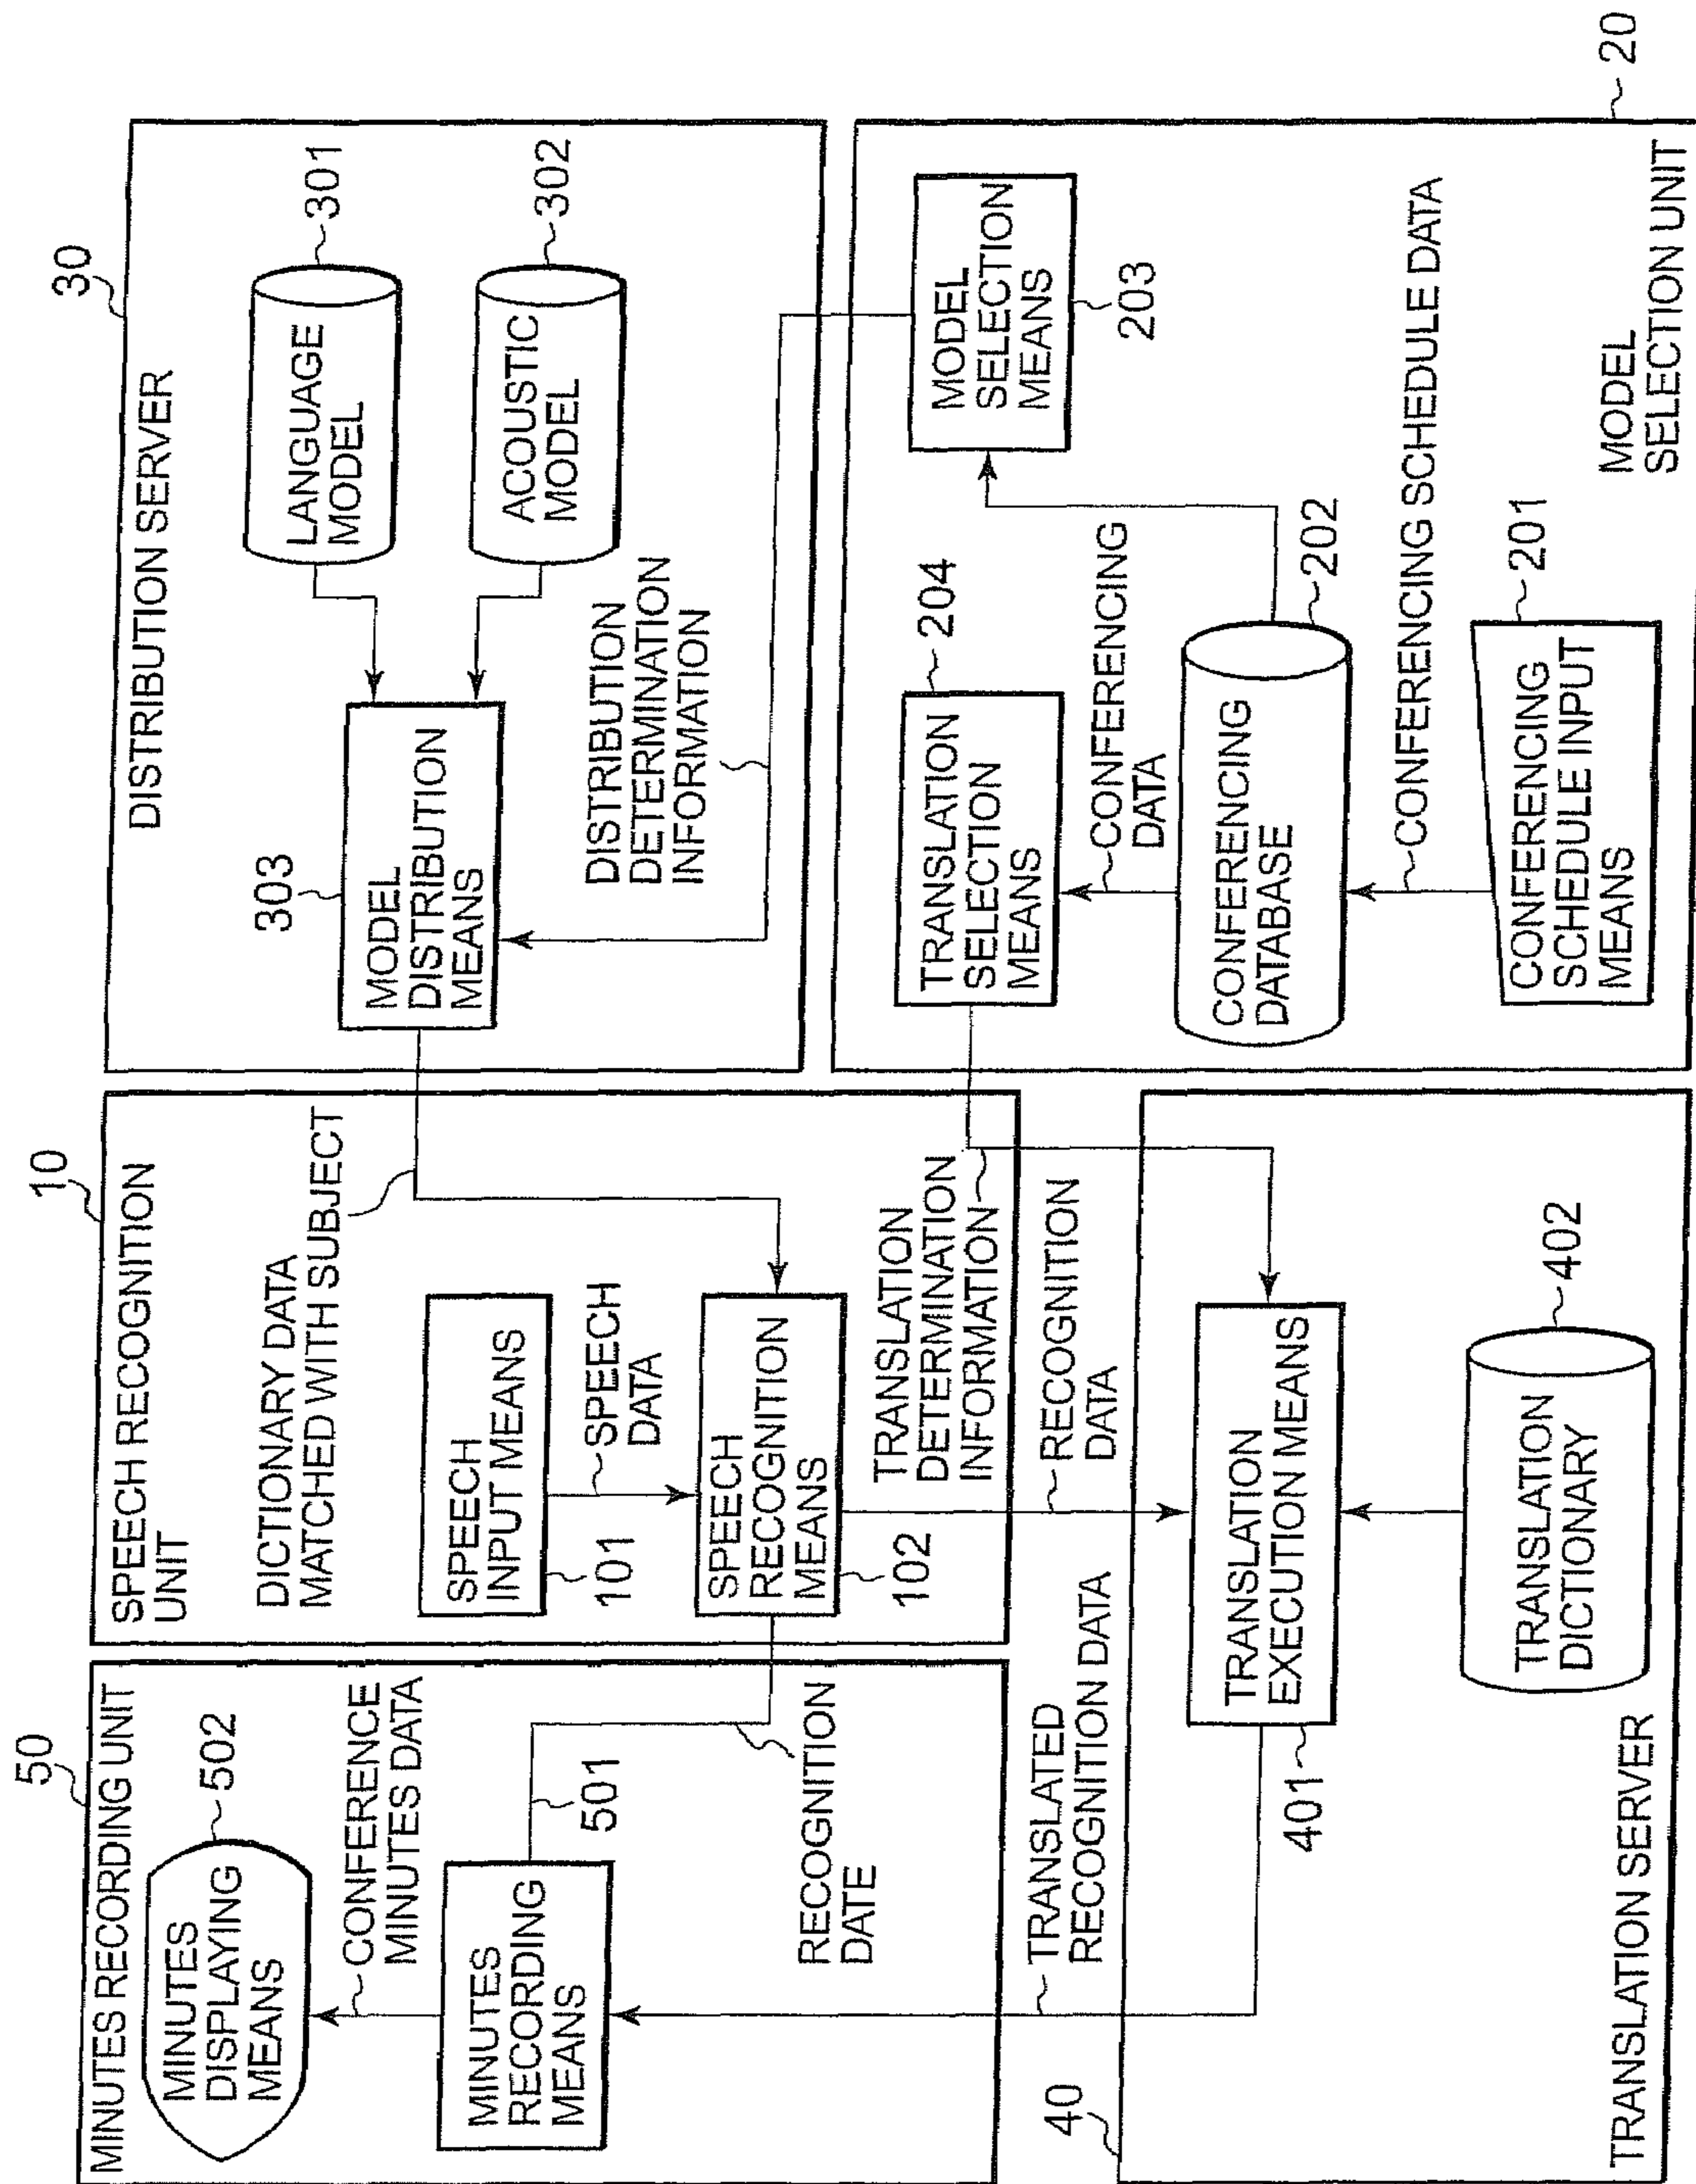 50
MINUTES RECORDING UNIT
MINUTES
DISPLAYING
MEANS
502
CONFERENCE
MINUTES DATA
MINUTES
RECORDING
MEANS
501
RECOGNITION
DATE
10
SPEECH RECOGNITION
UNIT
DICTIONARY DATA
MATCHED WITH SUBJECT
SPEECH
INPUT MEANS
101
SPEECH
DATA
SPEECH
RECOGNITION
MEANS
102
TRANSLATION
DETERMINATION
INFORMATION
RECOGNITION
DATA
30
DISTRIBUTION SERVER
LANGUAGE
MODEL
301
ACOUSTIC
MODEL
302
303
MODEL
DISTRIBUTION
MEANS
DISTRIBUTION
DETERMINATION
INFORMATION
40
TRANSLATED
RECOGNITION DATA
TRANSLATION
EXECUTION MEANS
401
TRANSLATION
DICTIONARY
402
TRANSLATION SERVER
TRANSLATION
SELECTION
MEANS
204
MODEL
SELECTION
MEANS
203
CONFERENCING
DATA
CONFERENCING
DATABASE
202
CONFERENCING SCHEDULE DATA
CONFERENCING
SCHEDULE INPUT
MEANS
201
MODEL
SELECTION UNIT
20